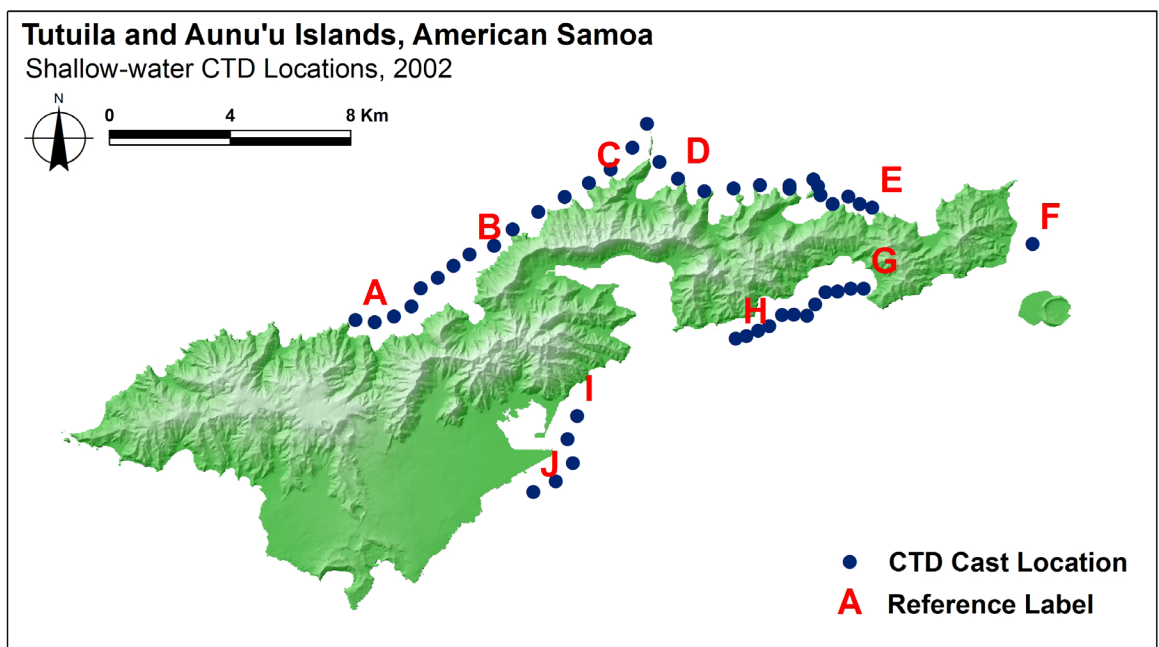 Tutuila and Aunu'u Islands, American Samoa
Shallow-water CTD Locations, 2002
N
0 4 8 Km
C D
E
B
F
G
A
H
I
J
CTD Cast Location
A Reference Label